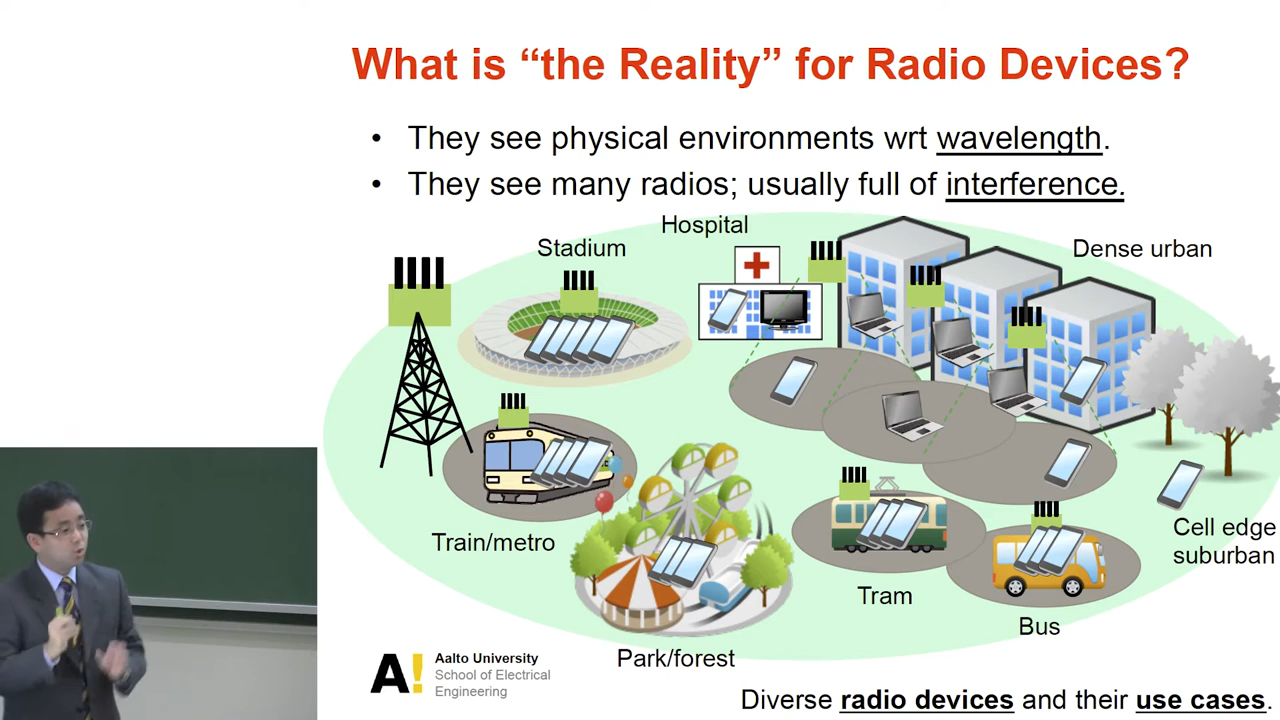 What is “the Reality” for Radio Devices?
• They see physical environments wrt wavelength.
• They see many radios; usually full of interference.
Hospital
Stadium
Dense urban
Train/metro
Cell edge
suburban
Tram
Bus
Park/forest
A!
Aalto University
School of Electrical
Engineering
Diverse radio devices and their use cases.